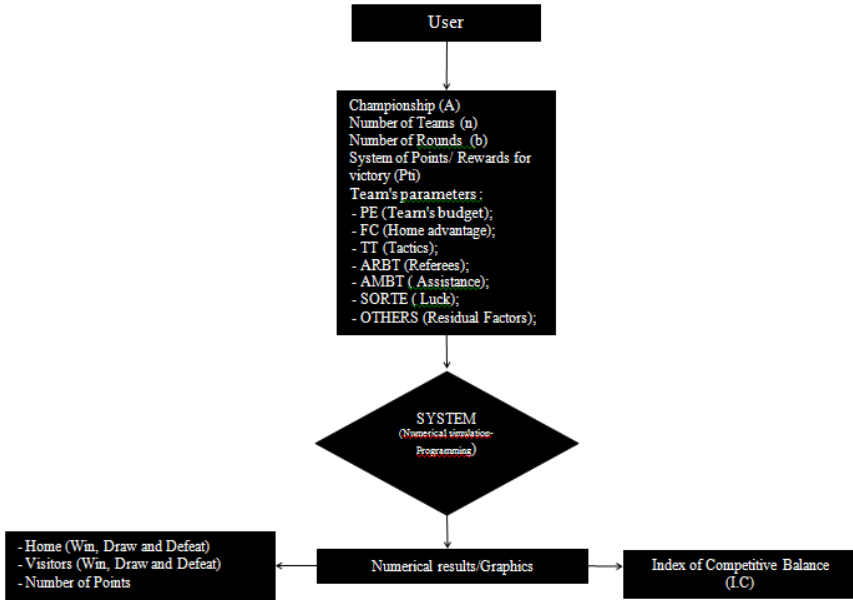 User
Championship (A)
Number of Teams (n)
Number of Rounds (b)
System of Points/ Rewards for
victory (Pti)
Team's parameters :
- PE (Team's budget);
- FC (Home advantage);
- TT (Tactics);
- ARBT (Referees);
- AMBT ( Assistance);
- SORTE ( Luck);
- OTHERS (Residual Factors);
SYSTEM
(Numerical simulation-
Programming)
- Home (Win, Draw and Defeat)
- Visitors (Win, Draw and Defeat)
- Number of Points
Numerical results/Graphics
Index of Competitive Balance
(I.C)